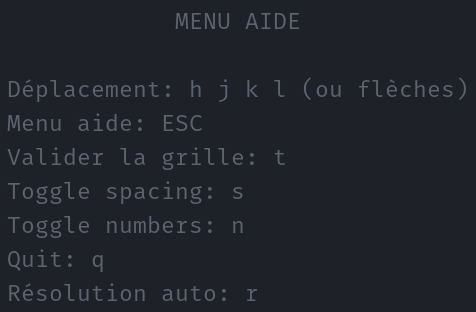 MENU AIDE
Déplacement: h j k l (ou flèches)
Menu aide: ESC
Valider la grille: t
Toggle spacing: s
Toggle numbers: n
Quit: q
Résolution auto: r